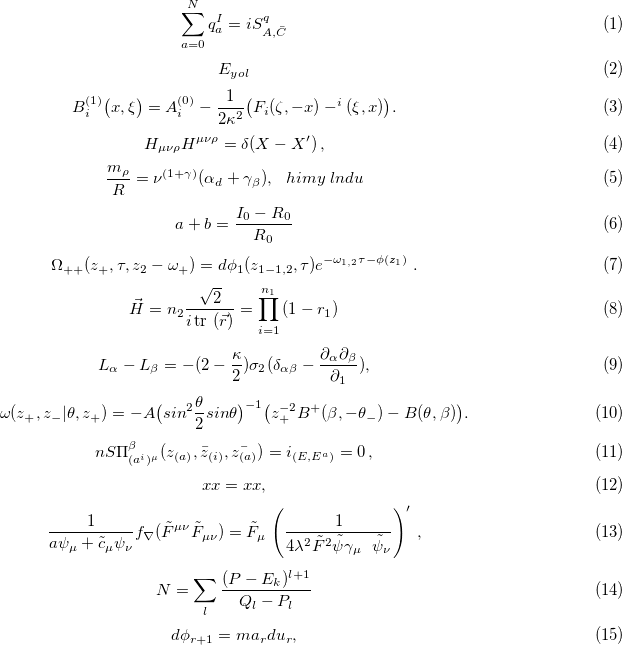 \sum_{a=0}^{N} q_a^I = iS_{A,\bar{C}}^q (1)
E_{yol} (2)
B_i^{(1)}(x,\xi) = A_i^{(0)} - \frac{1}{2\kappa^2}(F_i(\zeta,-x) -^i (\xi,x)). (3)
H_{\mu\nu\rho}H^{\mu\nu\rho} = \delta(X - X'), (4)
\frac{m_\rho}{R} = \nu^{(1+\gamma)}(\alpha_d + \gamma_\beta), himy lndu (5)
a + b = \frac{I_0 - R_0}{R_0} (6)
\Omega_{++}(z_+,\tau,z_2 - \omega_+) = d\phi_1(z_{1-1,2},\tau)e^{-\omega_{1,2}\tau-\phi(z_1)} . (7)
\vec{H} = n_2\frac{\sqrt{2}}{i\,\mathrm{tr}\,(\vec{r})} = \prod_{i=1}^{n_1}(1 - r_1) (8)
L_\alpha - L_\beta = -(2 - \frac{\kappa}{2})\sigma_2(\delta_{\alpha\beta} - \frac{\partial_\alpha\partial_\beta}{\partial_1}), (9)
\omega(z_+,z_-|\theta,z_+) = -A(sin^2\frac{\theta}{2}sin\theta)^{-1}(z_+^{-2}B^+(\beta,-\theta_-) - B(\theta,\beta)). (10)
nS\Pi_{(a^i)^\mu}^\beta(z_{(a)},\bar{z}_{(i)},\bar{z_{(a)}}) = i_{(E,E^a)} = 0, (11)
xx = xx, (12)
\frac{1}{a\psi_\mu + \tilde{c}_\mu\psi_\nu}f_\nabla(\tilde{F}^{\mu\nu}\tilde{F}_{\mu\nu}) = \tilde{F}_\mu\left(\frac{1}{4\lambda^2\tilde{F}^2\tilde{\psi}\gamma_\mu\ \tilde{\psi}_\nu}\right)', (13)
N = \sum_l \frac{(P - E_k)^{l+1}}{Q_l - P_l} (14)
d\phi_{r+1} = ma_r du_r, (15)